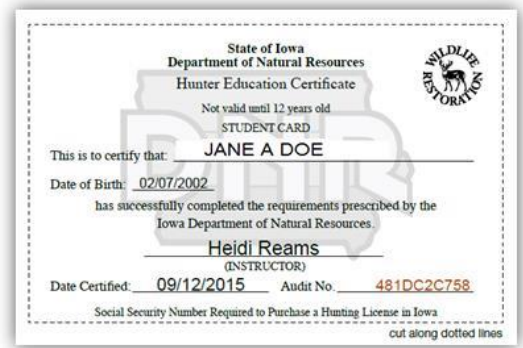 State of Iowa
Department of Natural Resources
WILDLIFE RESTORATION
Hunter Education Certificate
Not valid until 12 years old
STUDENT CARD
This is to certify that: JANE A DOE
Date of Birth: 02/07/2002
has successfully completed the requirements prescribed by the
Iowa Department of Natural Resources.
Heidi Reams
(INSTRUCTOR)
Date Certified: 09/12/2015 Audit No. 481DC2C758
Social Security Number Required to Purchase a Hunting License in Iowa
cut along dotted lines
DNR